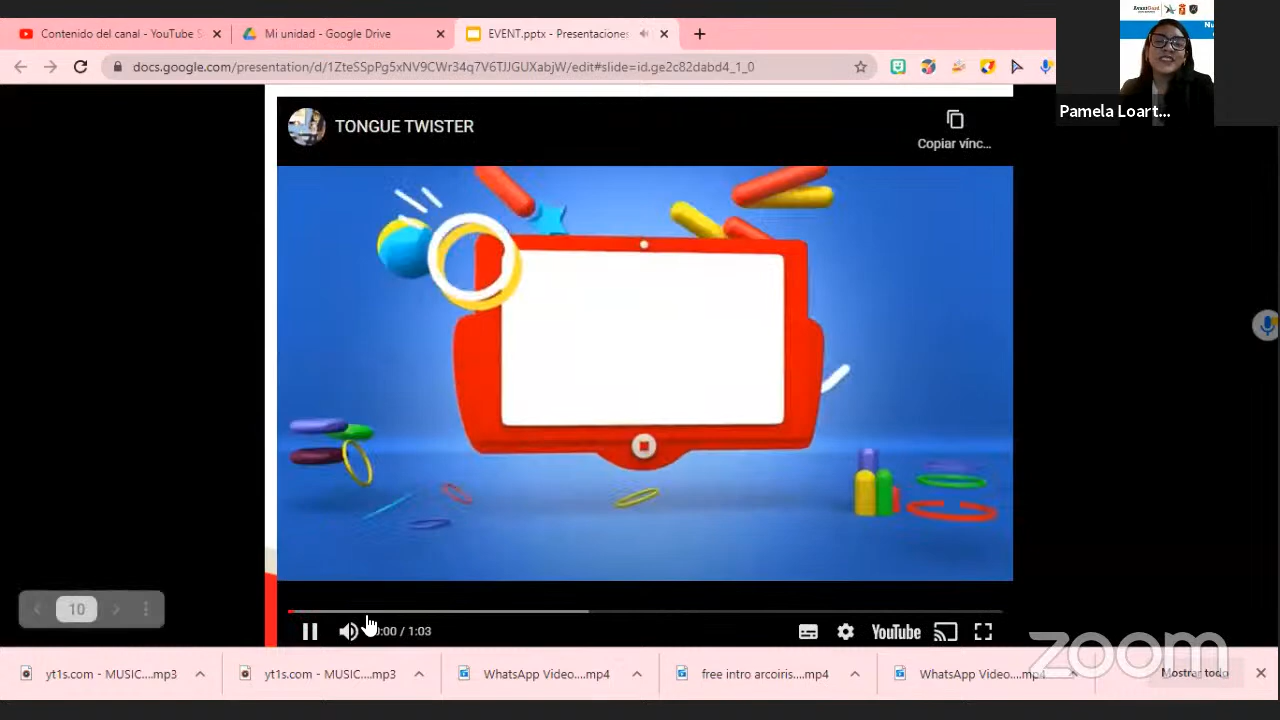 Contenido del canal - YouTube S
Mi unidad - Google Drive
EVENT.pptx - Presentaciones
docs.google.com/presentation/d/1ZteSSpPg5xNV9CWr34q7V6TJJGUXabjW/edit#slide=id.ge2c82dabd4_1_0
Pamela Loart...
TONGUE TWISTER
Copiar vínc...
10
0:00 / 1:03
YouTube
zoom
yt1s.com - MUSIC....mp3
yt1s.com - MUSIC....mp3
WhatsApp Video....mp4
free intro arcoiris....mp4
WhatsApp Video....mp4
Mostrar todo